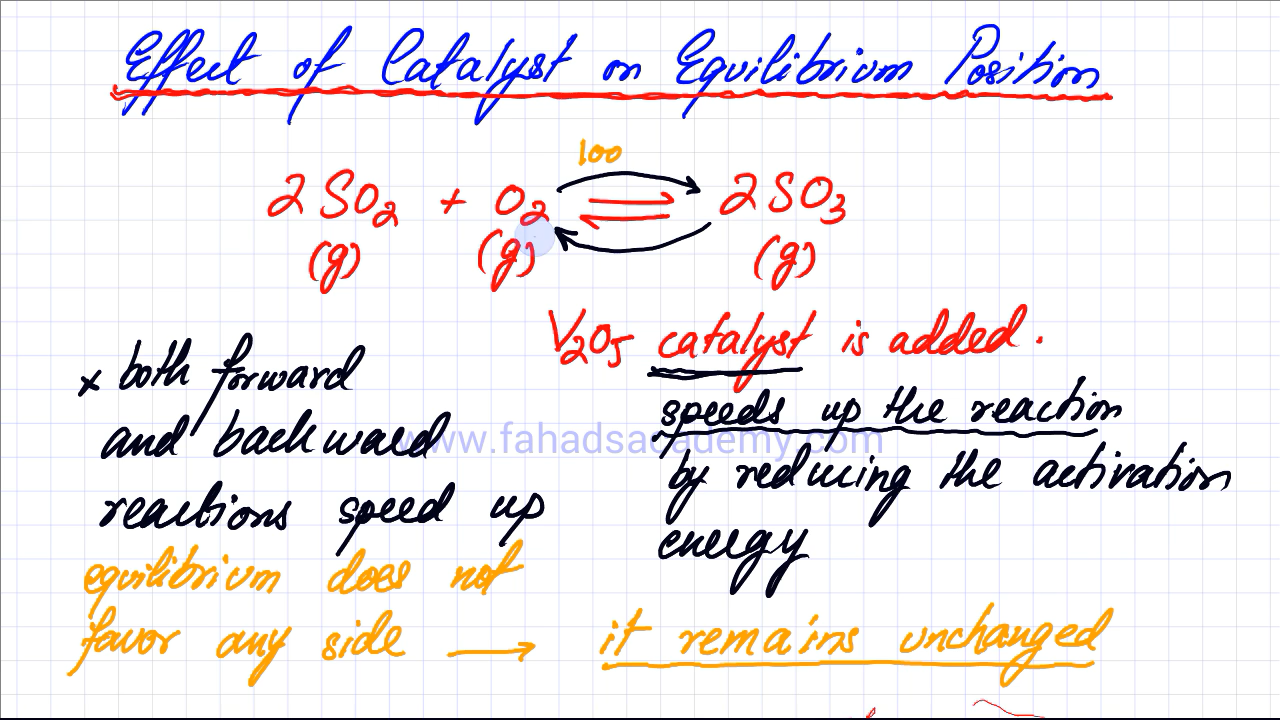 Effect of Catalyst on Equilibrium Position
100
2SO₂ + O₂ ⇌ 2SO₃
(g) (g) (g)
V₂O₅ catalyst is added.
x both forward
and backward
reactions speed up
speeds up the reaction
by reducing the activation
energy
www.fahadsacademy.com
equilibrium does not
favor any side → it remains unchanged